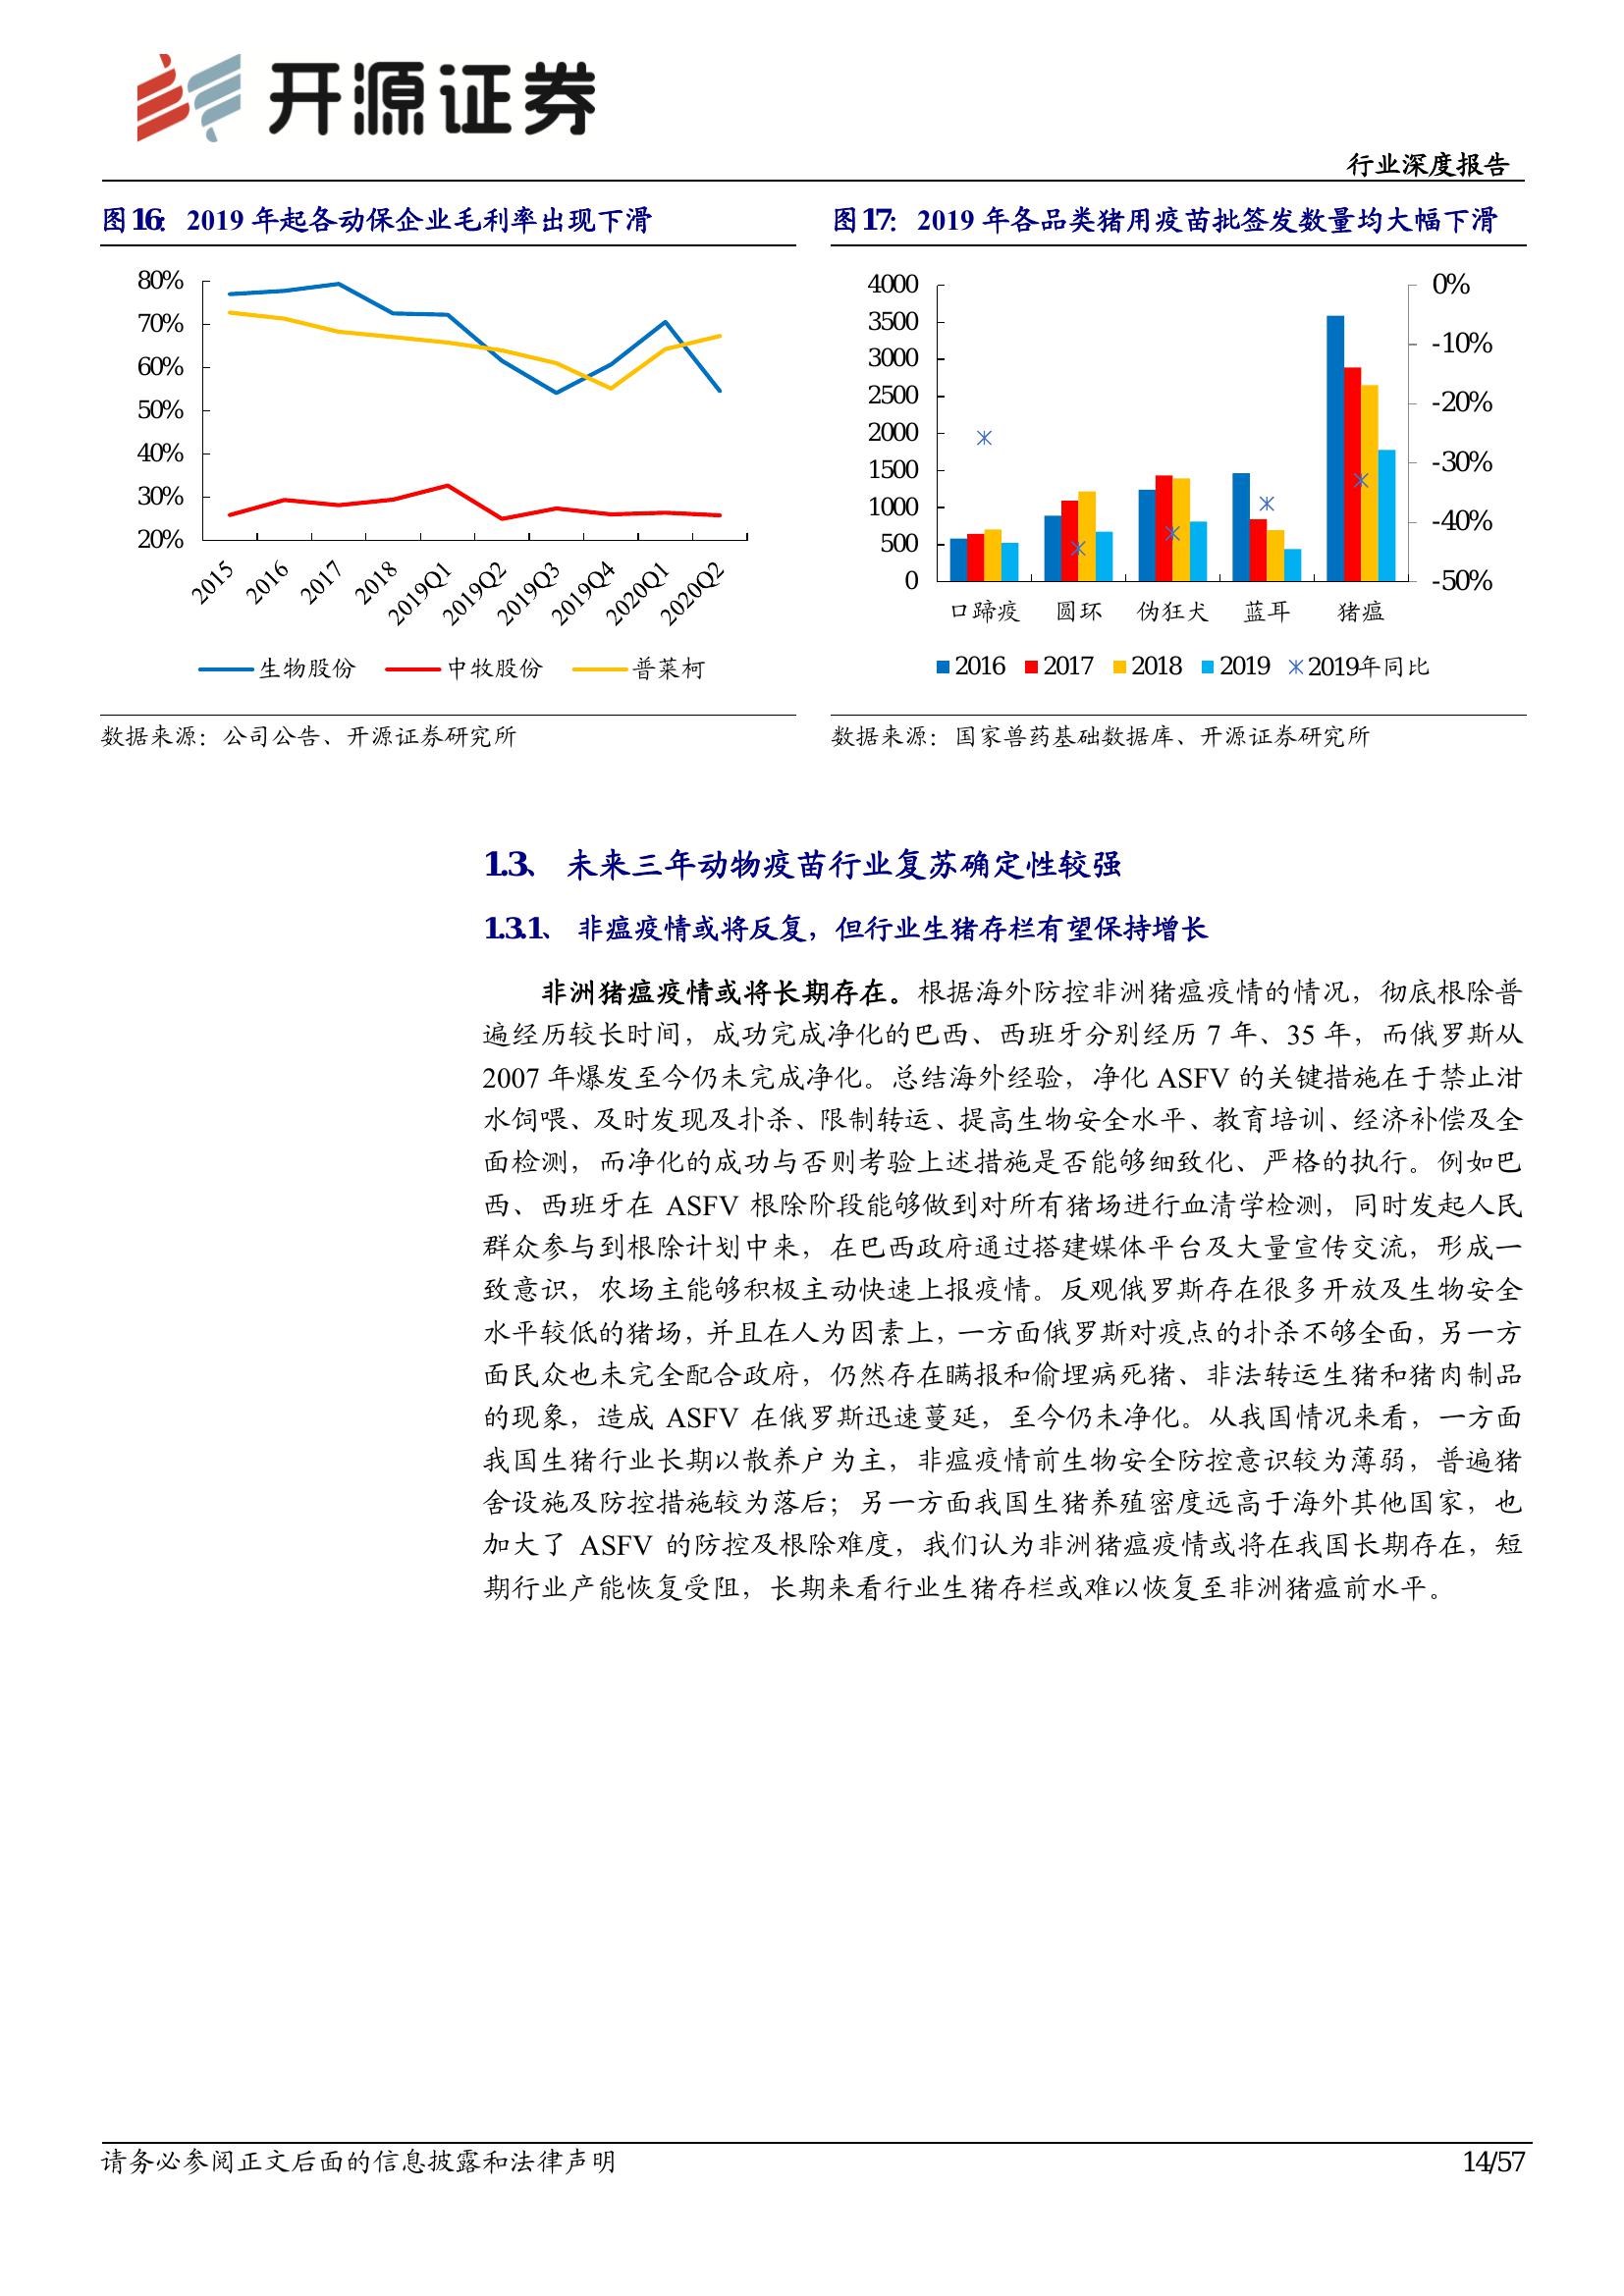 开源证券
行业深度报告
图16： 2019 年起各动保企业毛利率出现下滑
80%
70%
60%
50%
40%
30%
20%
2015
2016
2017
2018
2019Q1
2019Q2
2019Q3
2019Q4
2020Q1
2020Q2
生物股份 中牧股份 普莱柯
数据来源：公司公告、开源证券研究所
图17： 2019 年各品类猪用疫苗批签发数量均大幅下滑
4000
3500
3000
2500
2000
1500
1000
500
0
0%
-10%
-20%
-30%
-40%
-50%
口蹄疫 圆环 伪狂犬 蓝耳 猪瘟
2016 2017 2018 2019 2019年同比
数据来源：国家兽药基础数据库、开源证券研究所
1.3、 未来三年动物疫苗行业复苏确定性较强
1.3.1、 非瘟疫情或将反复，但行业生猪存栏有望保持增长
非洲猪瘟疫情或将长期存在。根据海外防控非洲猪瘟疫情的情况，彻底根除普
遍经历较长时间，成功完成净化的巴西、西班牙分别经历 7 年、35 年，而俄罗斯从
2007 年爆发至今仍未完成净化。总结海外经验，净化 ASFV 的关键措施在于禁止泔
水饲喂、及时发现及扑杀、限制转运、提高生物安全水平、教育培训、经济补偿及全
面检测，而净化的成功与否则考验上述措施是否能够细致化、严格的执行。例如巴
西、西班牙在 ASFV 根除阶段能够做到对所有猪场进行血清学检测，同时发起人民
群众参与到根除计划中来，在巴西政府通过搭建媒体平台及大量宣传交流，形成一
致意识，农场主能够积极主动快速上报疫情。反观俄罗斯存在很多开放及生物安全
水平较低的猪场，并且在人为因素上，一方面俄罗斯对疫点的扑杀不够全面，另一方
面民众也未完全配合政府，仍然存在瞒报和偷埋病死猪、非法转运生猪和猪肉制品
的现象，造成 ASFV 在俄罗斯迅速蔓延，至今仍未净化。从我国情况来看，一方面
我国生猪行业长期以散养户为主，非瘟疫情前生物安全防控意识较为薄弱，普遍猪
舍设施及防控措施较为落后；另一方面我国生猪养殖密度远高于海外其他国家，也
加大了 ASFV 的防控及根除难度，我们认为非洲猪瘟疫情或将在我国长期存在，短
期行业产能恢复受阻，长期来看行业生猪存栏或难以恢复至非洲猪瘟前水平。
请务必参阅正文后面的信息披露和法律声明
14/57